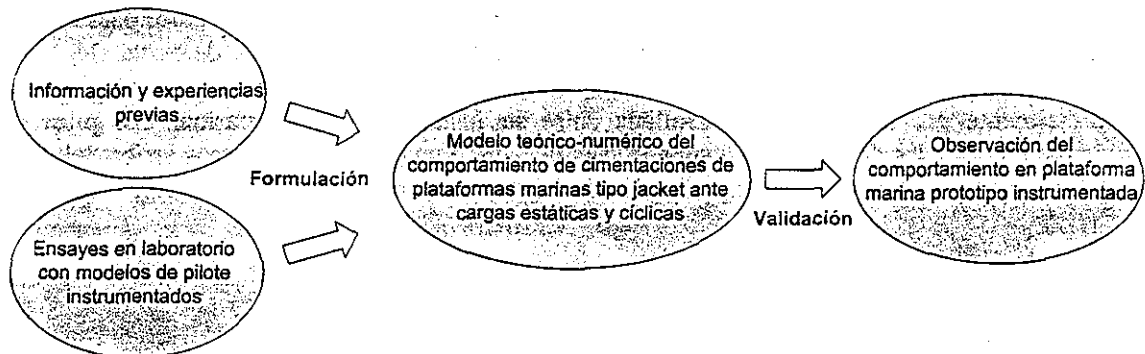 Información y experiencias
previas.
Formulación
Ensayes en laboratorio
con modelos de pilote
instrumentados
Modelo teórico-numérico del
comportamiento de cimentaciones de
plataformas marinas tipo jacket ante
cargas estáticas y cíclicas
Validación
Observación del
comportamiento en plataforma
marina prototipo instrumentada